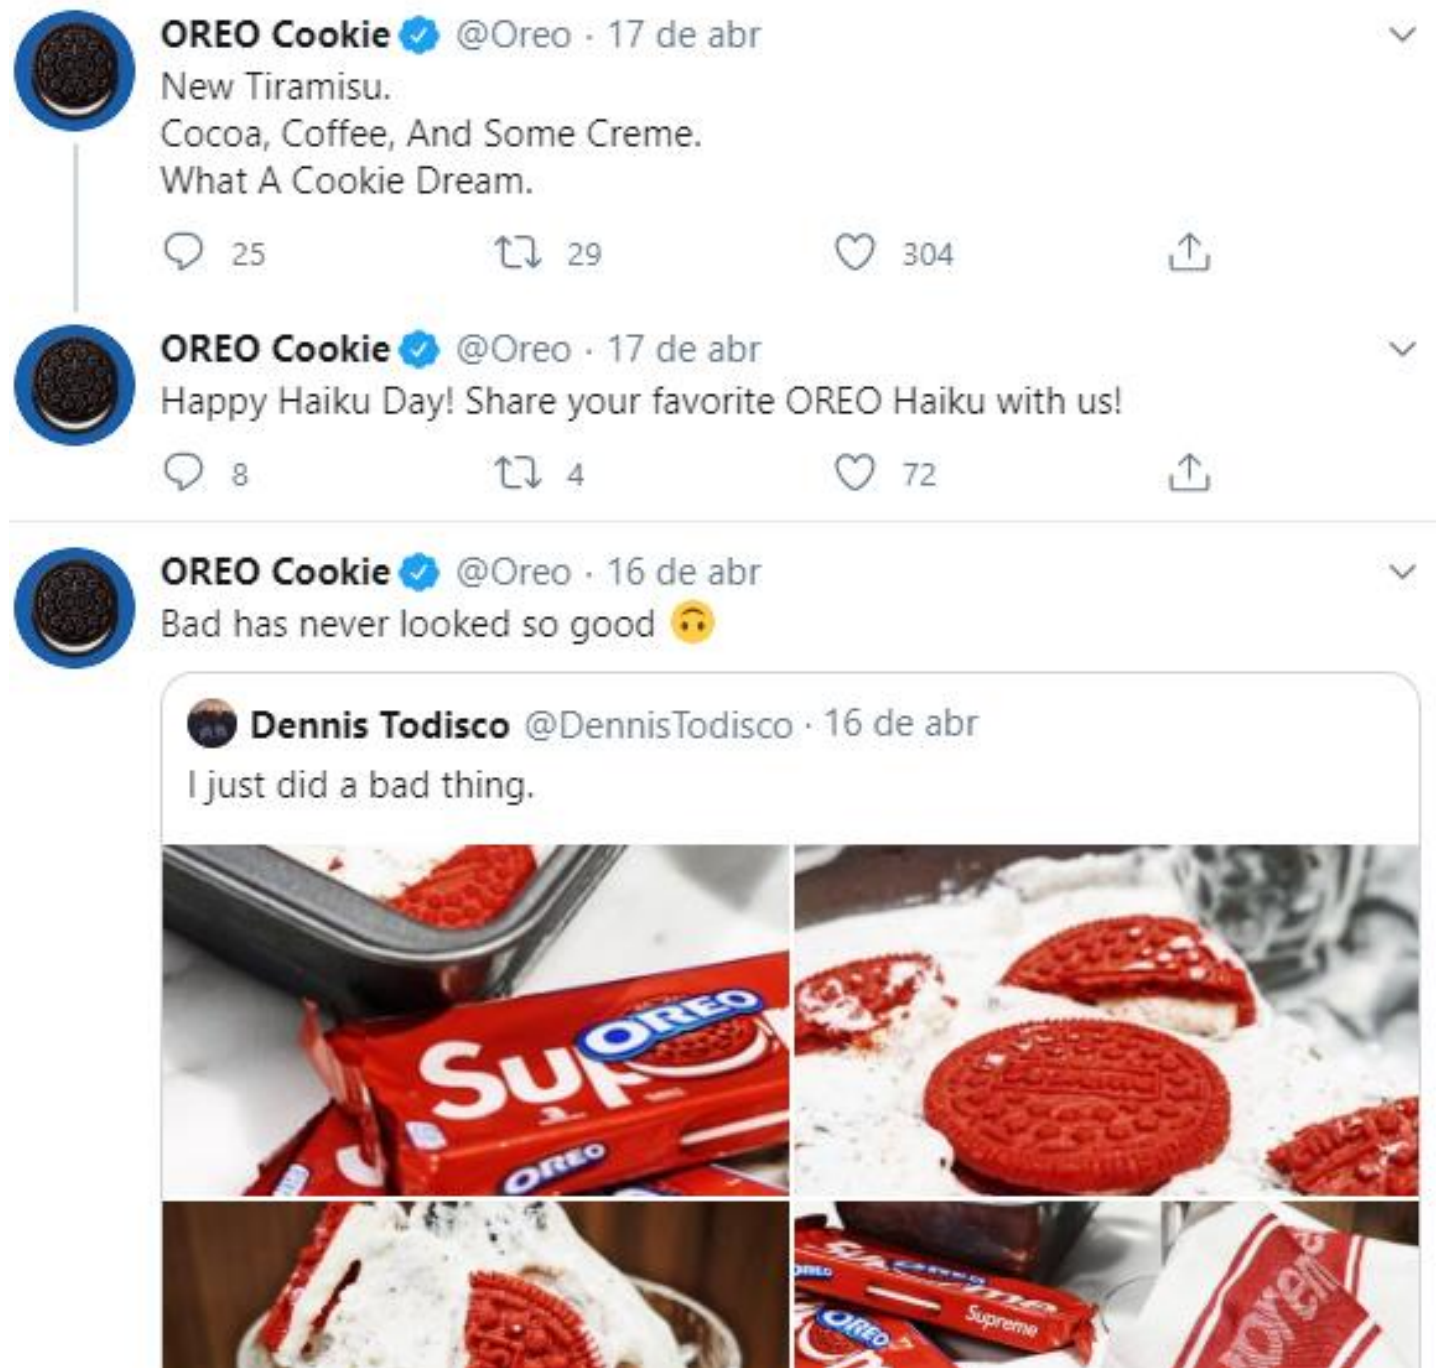 OREO Cookie @Oreo · 17 de abr
New Tiramisu.
Cocoa, Coffee, And Some Creme.
What A Cookie Dream.
25 29 304
OREO Cookie @Oreo · 17 de abr
Happy Haiku Day! Share your favorite OREO Haiku with us!
8 4 72
OREO Cookie @Oreo · 16 de abr
Bad has never looked so good 🙃
Dennis Todisco @DennisTodisco · 16 de abr
I just did a bad thing.
OREO
Sup
3
OREO
OREO
Supreme
OREO